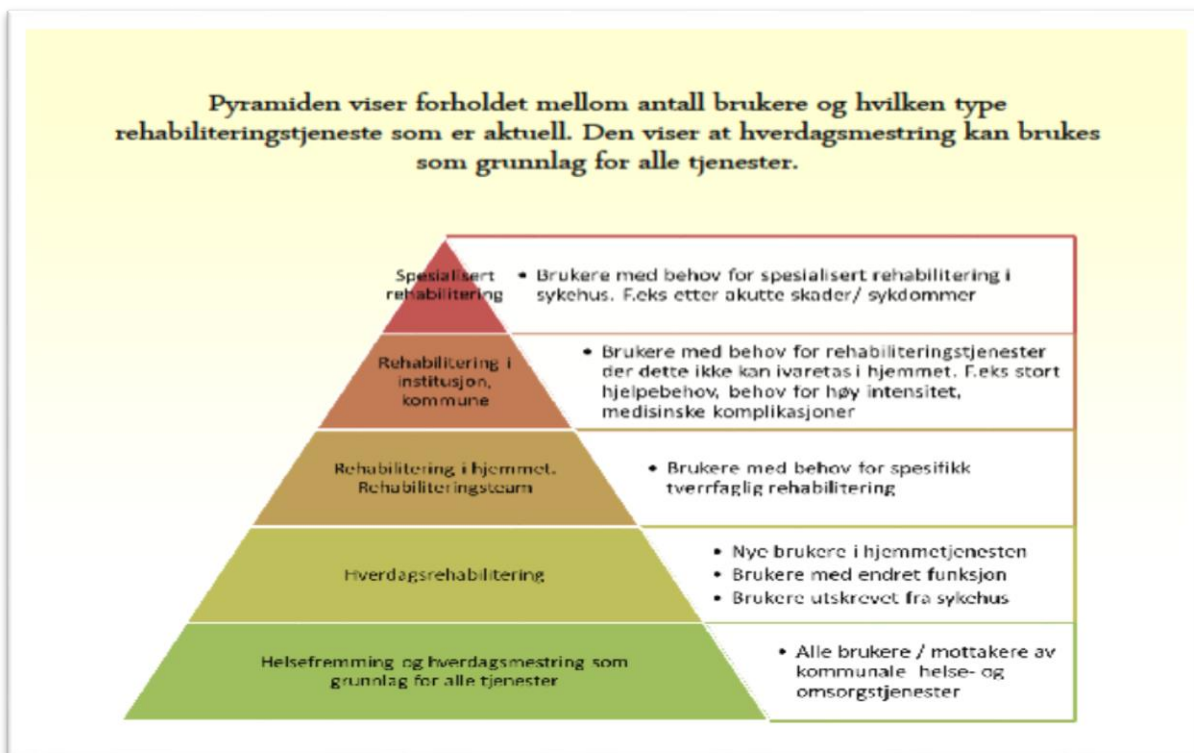 Pyramiden viser forholdet mellom antall brukere og hvilken type
rehabiliteringstjeneste som er aktuell. Den viser at hverdagsmestring kan brukes
som grunnlag for alle tjenester.
Spesialisert
rehabilitering
• Brukere med behov for spesialisert rehabilitering i
sykehus. F.eks etter akutte skader/ sykdommer
Rehabilitering i
institusjon,
kommune
• Brukere med behov for rehabiliteringstjenester
der dette ikke kan ivaretas i hjemmet. F.eks stort
hjelpebehov, behov for høy intensitet,
medisinske komplikasjoner
Rehabilitering i hjemmet.
Rehabiliteringsteam
• Brukere med behov for spesifikk
tverrfaglig rehabilitering
Hverdagsrehabilitering
• Nye brukere i hjemmetjenesten
• Brukere med endret funksjon
• Brukere utskrevet fra sykehus
Helsefremming og hverdagsmestring som
grunnlag for alle tjenester
• Alle brukere / mottakere av
kommunale helse- og
omsorgstjenester